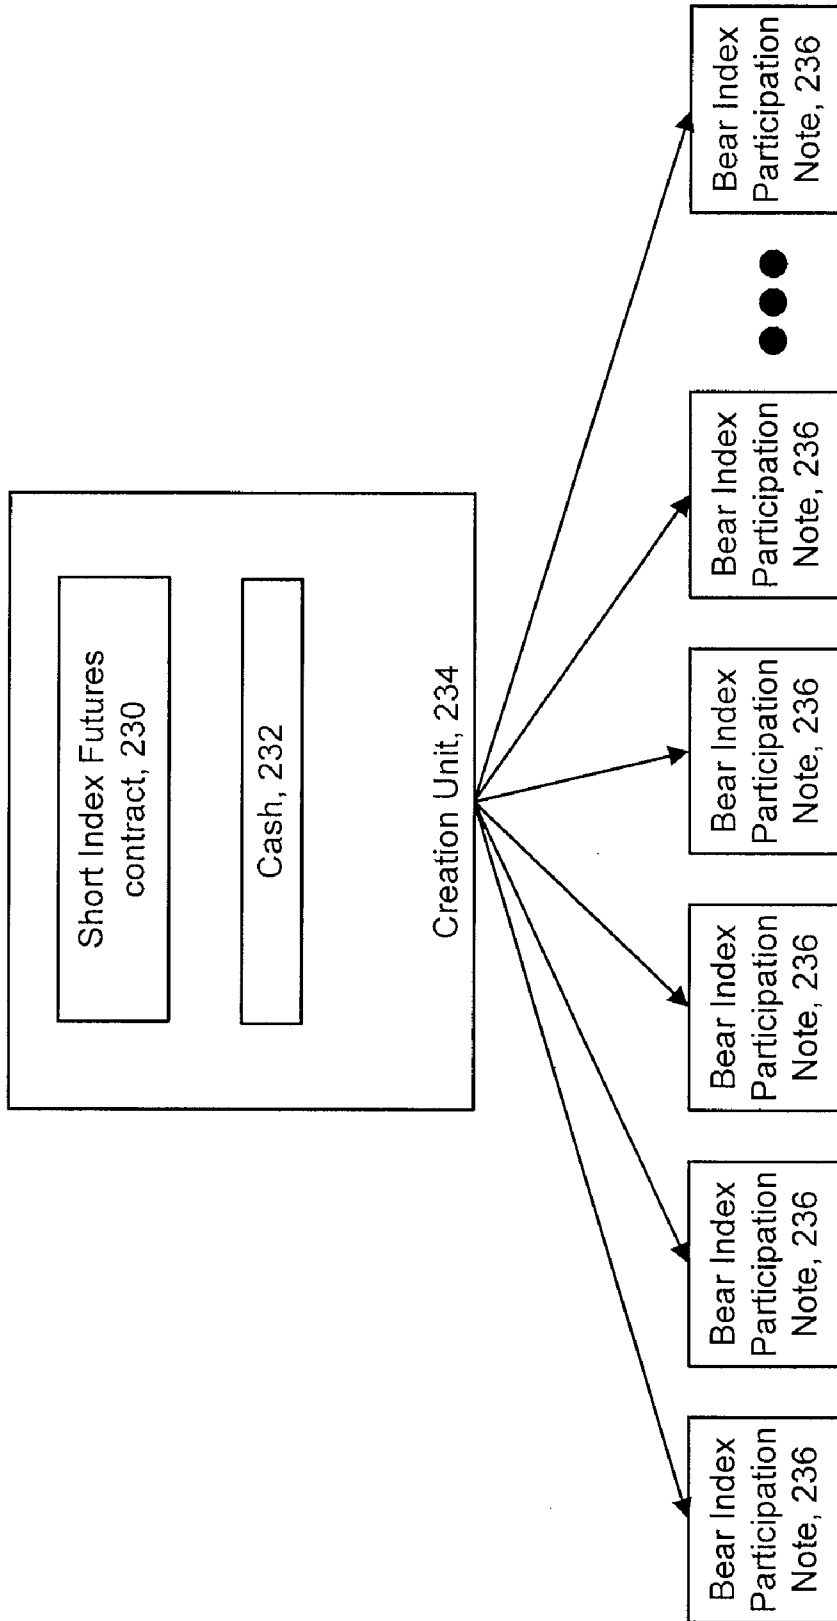 Short Index Futures
contract, 230
Cash, 232
Creation Unit, 234
Bear Index
Participation
Note, 236
Bear Index
Participation
Note, 236
Bear Index
Participation
Note, 236
Bear Index
Participation
Note, 236
Bear Index
Participation
Note, 236
Bear Index
Participation
Note, 236